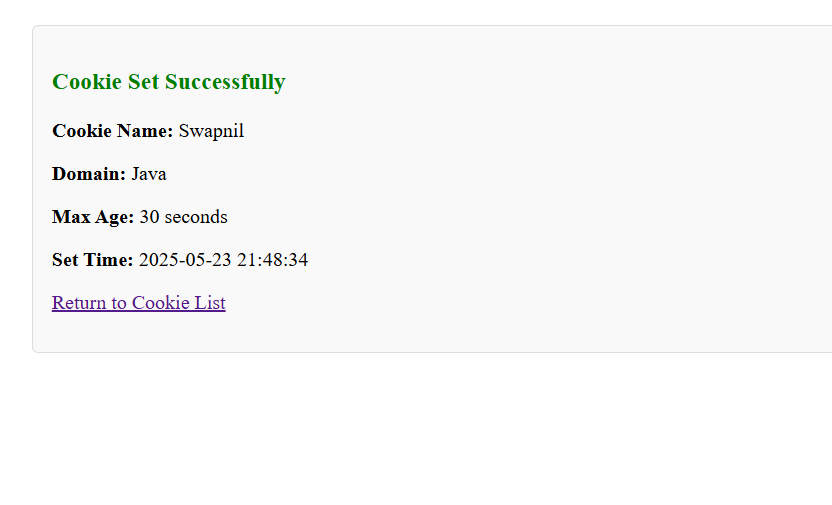 Cookie Set Successfully
Cookie Name: Swapnil
Domain: Java
Max Age: 30 seconds
Set Time: 2025-05-23 21:48:34
Return to Cookie List